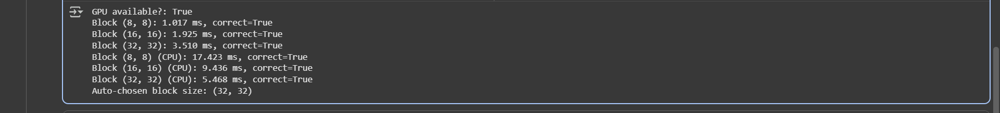 GPU available?: True
Block (8, 8): 1.017 ms, correct=True
Block (16, 16): 1.925 ms, correct=True
Block (32, 32): 3.510 ms, correct=True
Block (8, 8) (CPU): 17.423 ms, correct=True
Block (16, 16) (CPU): 9.436 ms, correct=True
Block (32, 32) (CPU): 5.468 ms, correct=True
Auto-chosen block size: (32, 32)